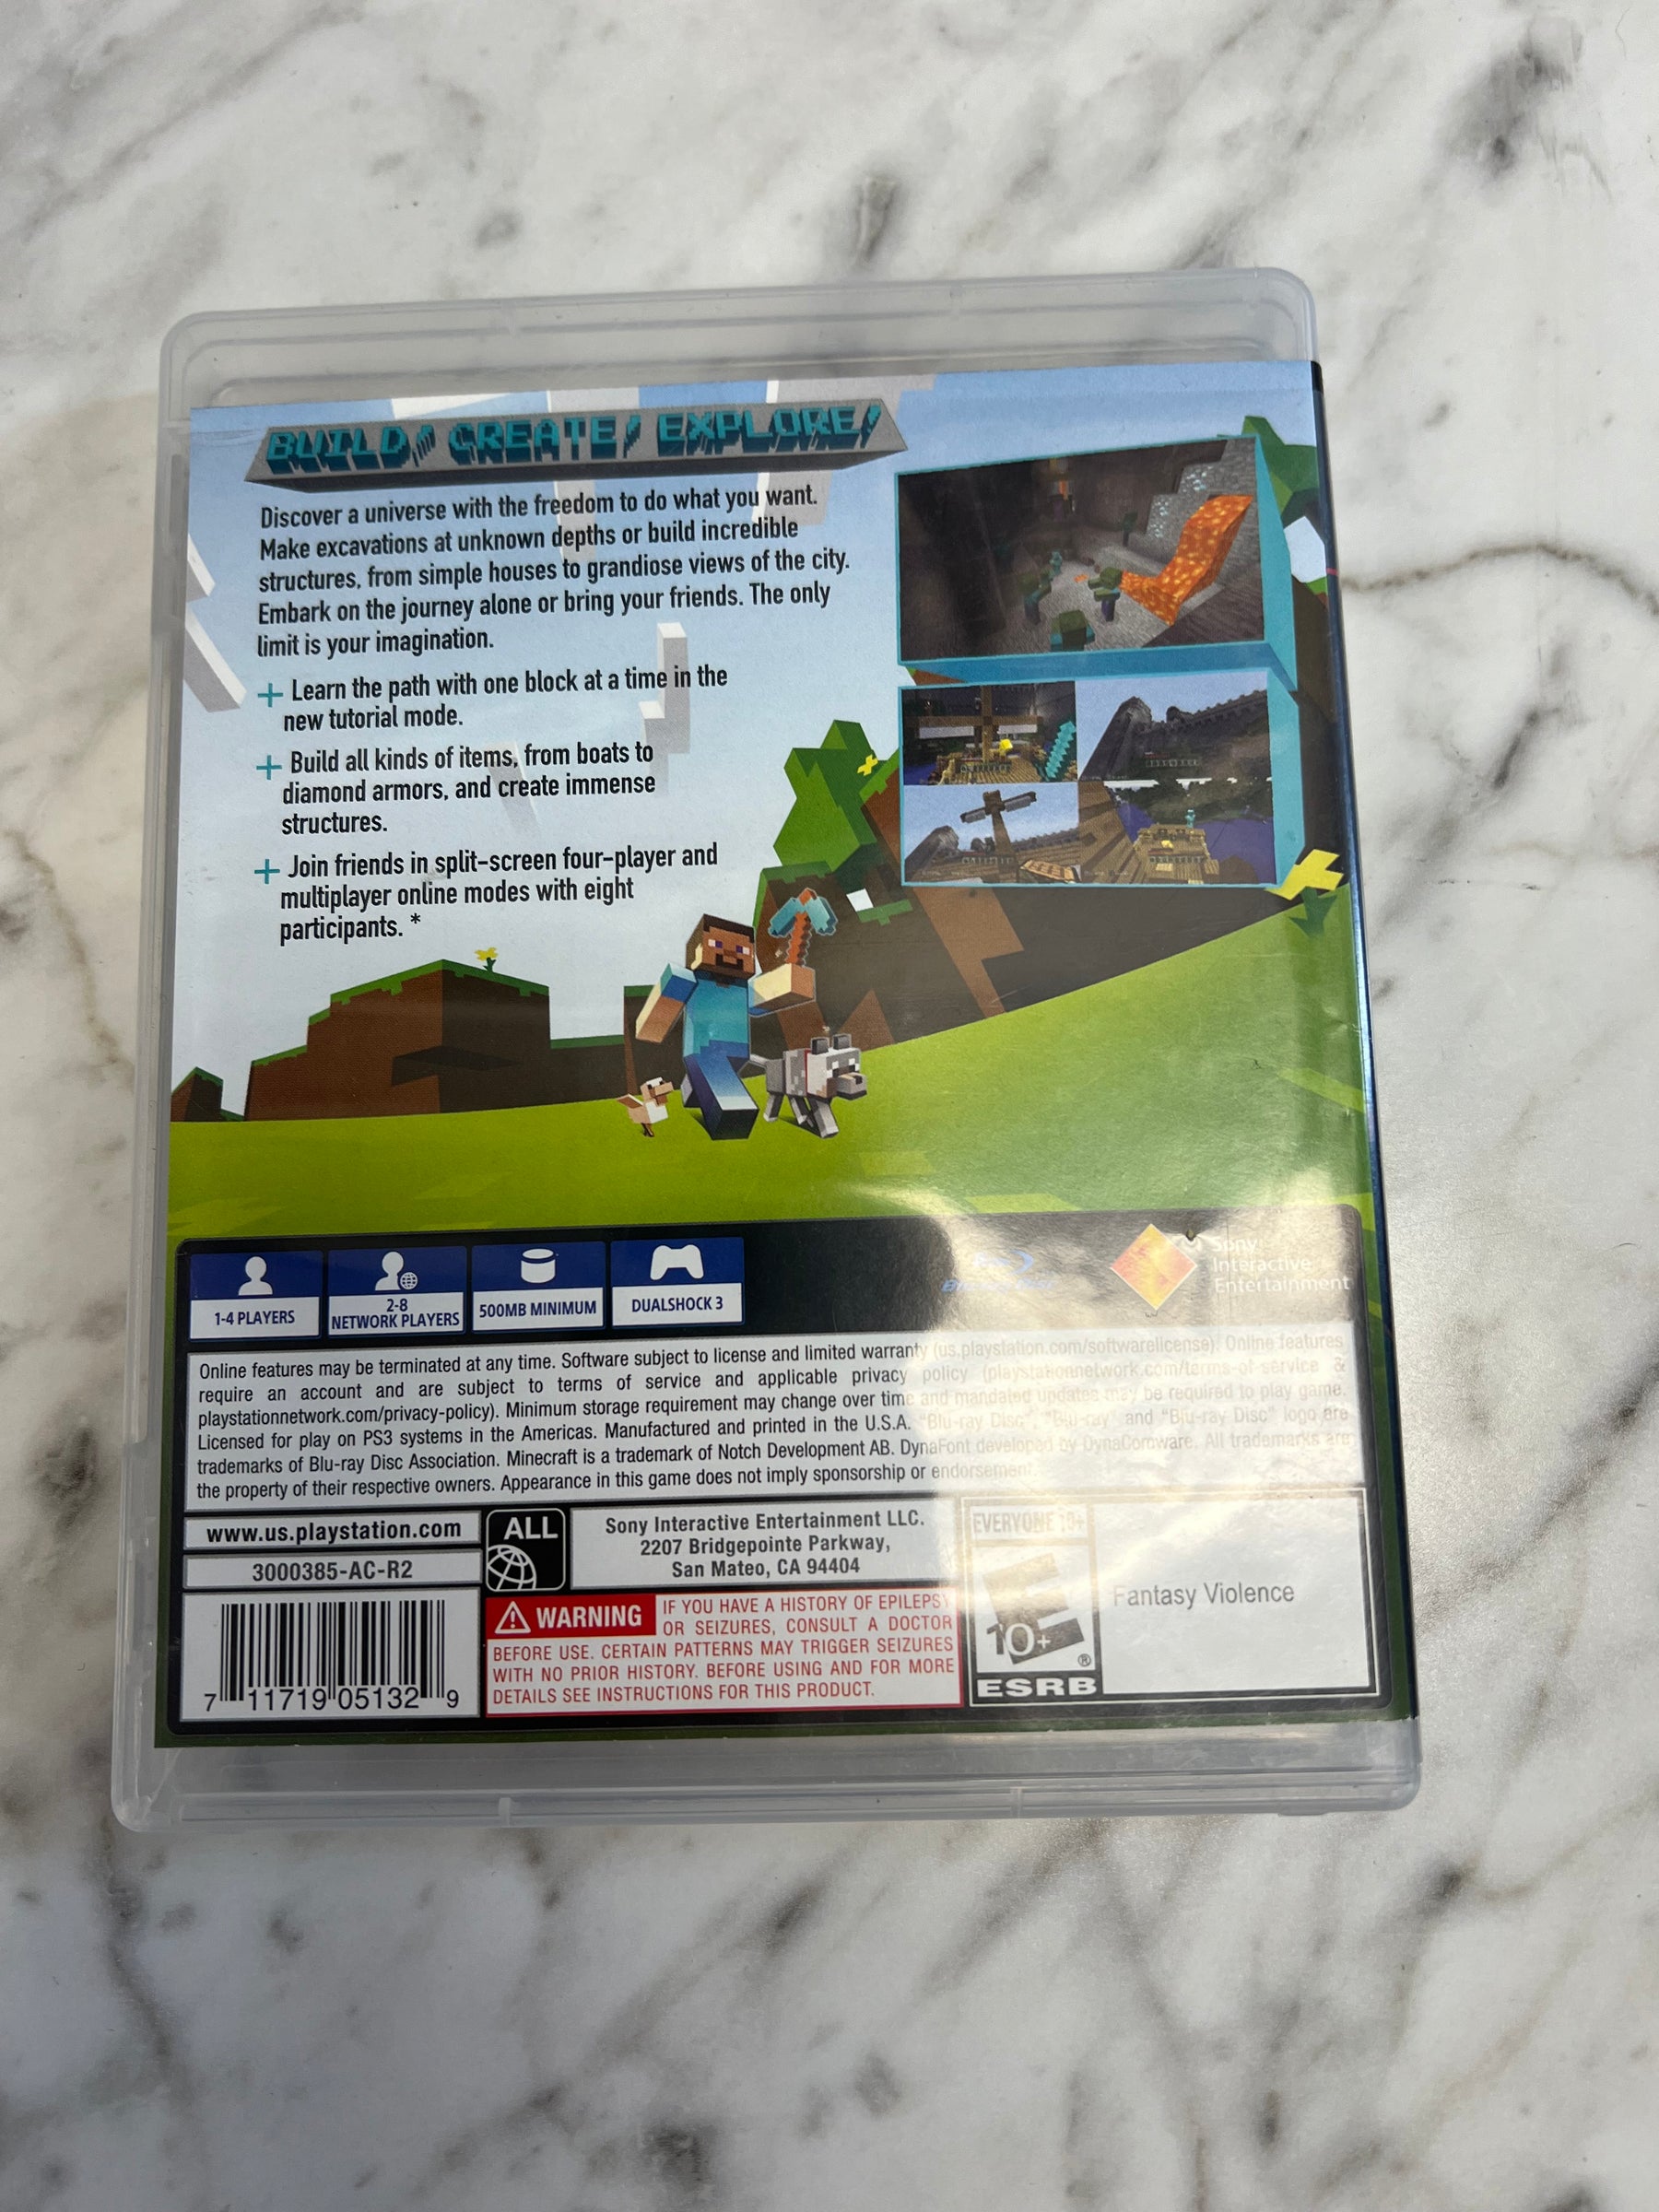 BUILD! CREATE! EXPLORE!
Discover a universe with the freedom to do what you want.
Make excavations at unknown depths or build incredible
structures, from simple houses to grandiose views of the city.
Embark on the journey alone or bring your friends. The only
limit is your imagination.
+ Learn the path with one block at a time in the
new tutorial mode.
+ Build all kinds of items, from boats to
diamond armors, and create immense
structures.
+ Join friends in split-screen four-player and
multiplayer online modes with eight
participants. *
1-4 PLAYERS
2-8
NETWORK PLAYERS
500MB MINIMUM
DUALSHOCK 3
Sony
Interactive
Entertainment
Online features may be terminated at any time. Software subject to license and limited warranty (us.playstation.com/softwarelicense). Online features
require an account and are subject to terms of service and applicable privacy policy (playstationnetwork.com/terms-of-service &
playstationnetwork.com/privacy-policy). Minimum storage requirement may change over time and mandated updates may be required to play game.
Licensed for play on PS3 systems in the Americas. Manufactured and printed in the U.S.A. "Blu-ray Disc", "Blu-ray" and "Blu-ray Disc" logo are
trademarks of Blu-ray Disc Association. Minecraft is a trademark of Notch Development AB. DynaFont developed by DynaComware. All trademarks are
the property of their respective owners. Appearance in this game does not imply sponsorship or endorsement.
www.us.playstation.com
3000385-AC-R2
ALL
Sony Interactive Entertainment LLC.
2207 Bridgepointe Parkway,
San Mateo, CA 94404
WARNING IF YOU HAVE A HISTORY OF EPILEPSY
OR SEIZURES, CONSULT A DOCTOR
BEFORE USE. CERTAIN PATTERNS MAY TRIGGER SEIZURES
WITH NO PRIOR HISTORY. BEFORE USING AND FOR MORE
DETAILS SEE INSTRUCTIONS FOR THIS PRODUCT.
7 11719 05132 9
EVERYONE 10+
E
10+
®
ESRB
Fantasy Violence